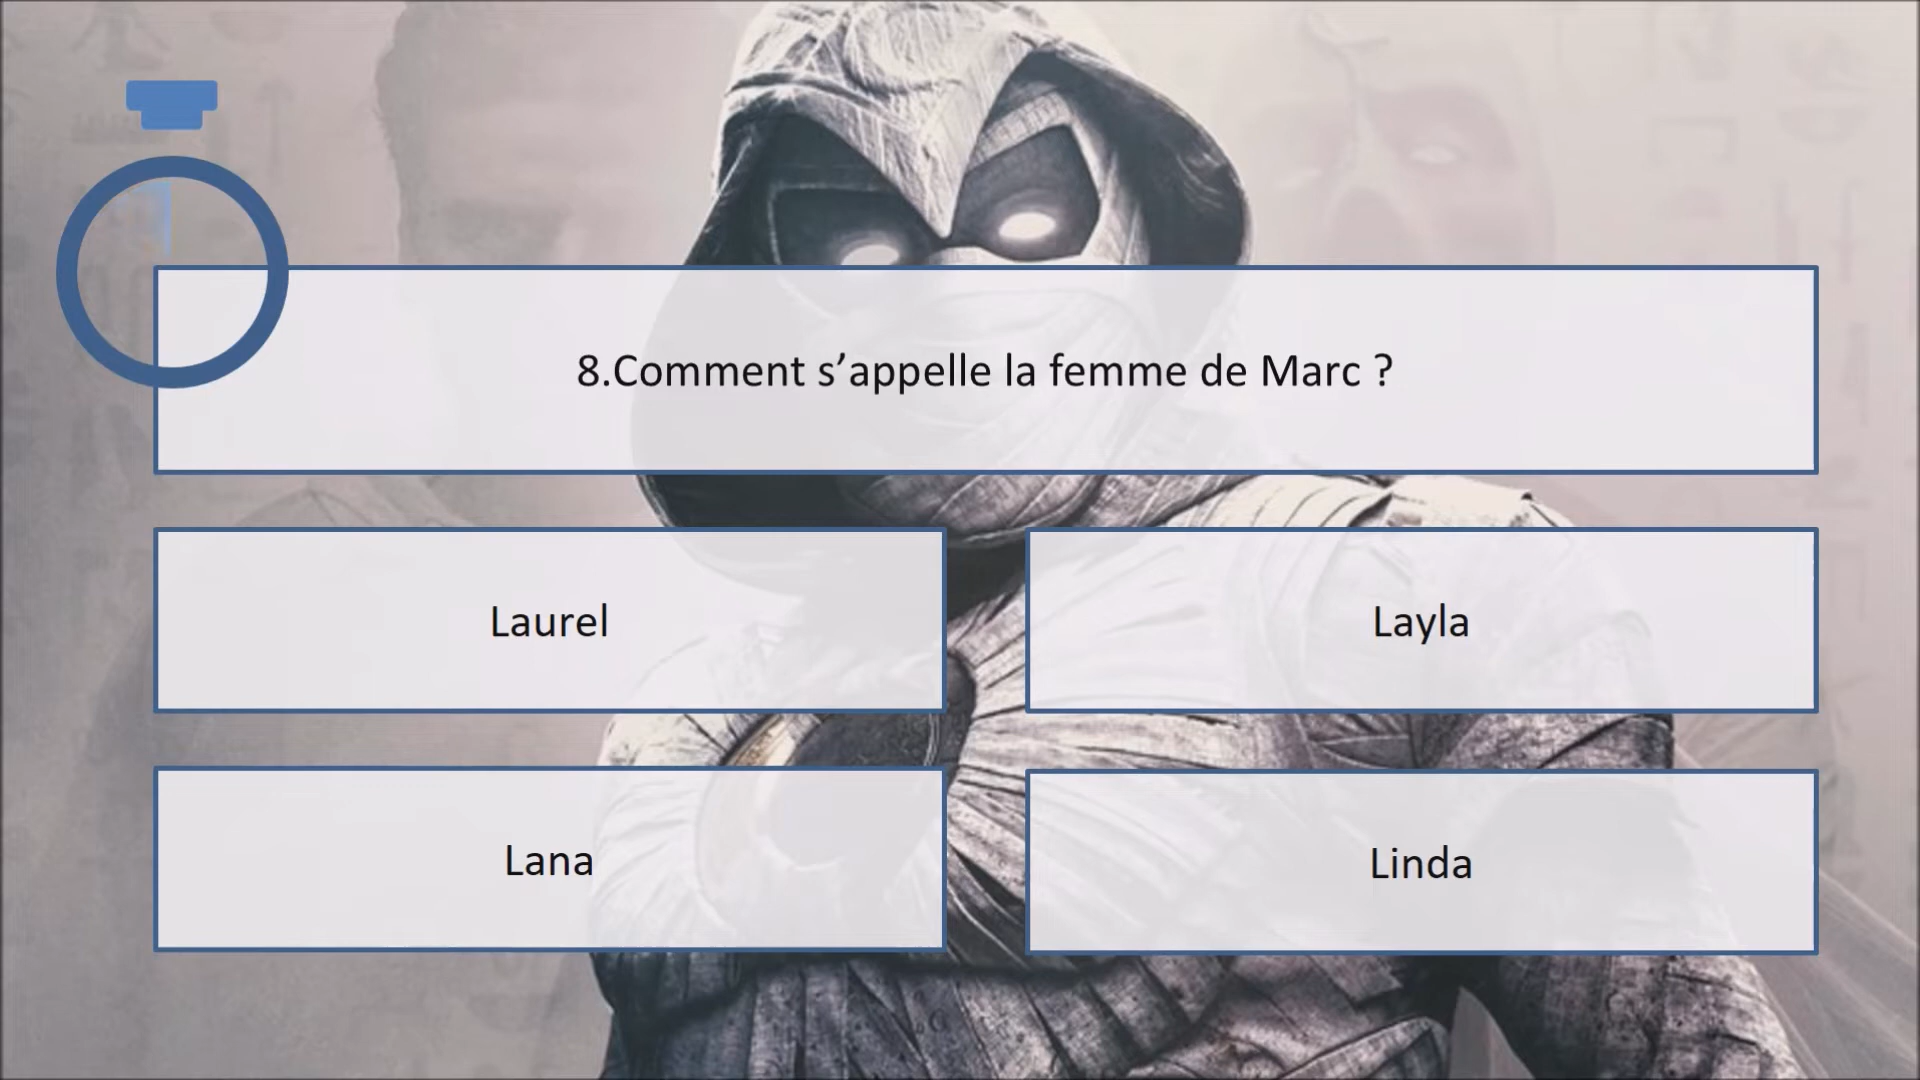 8.Comment s’appelle la femme de Marc ?
Laurel
Layla
Lana
Linda